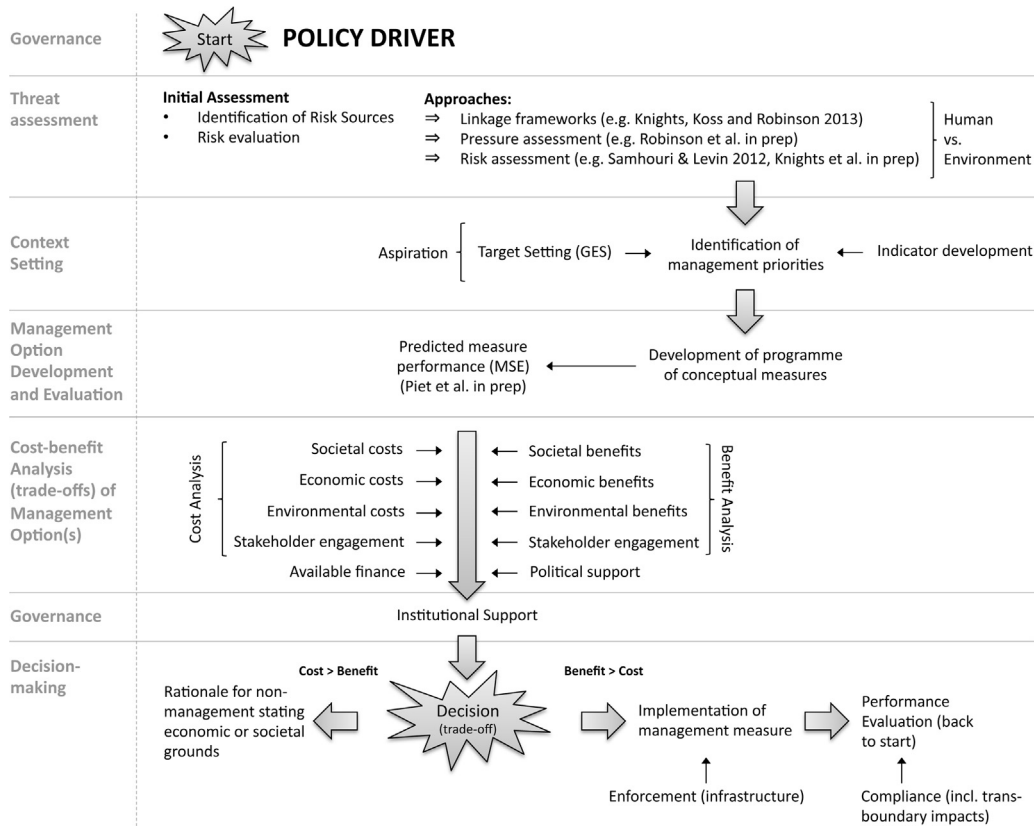 Governance
Start
POLICY DRIVER
Threat
assessment
Initial Assessment
• Identification of Risk Sources
• Risk evaluation
Approaches:
⇒ Linkage frameworks (e.g. Knights, Koss and Robinson 2013)
⇒ Pressure assessment (e.g. Robinson et al. in prep)
⇒ Risk assessment (e.g. Samhouri & Levin 2012, Knights et al. in prep)
Human
vs.
Environment
Context
Setting
Aspiration
Target Setting (GES)
Identification of
management priorities
Indicator development
Management
Option
Development
and Evaluation
Predicted measure
performance (MSE)
(Piet et al. in prep)
Development of programme
of conceptual measures
Cost-benefit
Analysis
(trade-offs) of
Management
Option(s)
Cost Analysis
Societal costs
Economic costs
Environmental costs
Stakeholder engagement
Available finance
Societal benefits
Economic benefits
Environmental benefits
Stakeholder engagement
Political support
Benefit Analysis
Governance
Institutional Support
Decision-
making
Cost > Benefit
Rationale for non-
management stating
economic or societal
grounds
Decision
(trade-off)
Benefit > Cost
Implementation of
management measure
Enforcement (infrastructure)
Performance
Evaluation (back
to start)
Compliance (incl. trans-
boundary impacts)